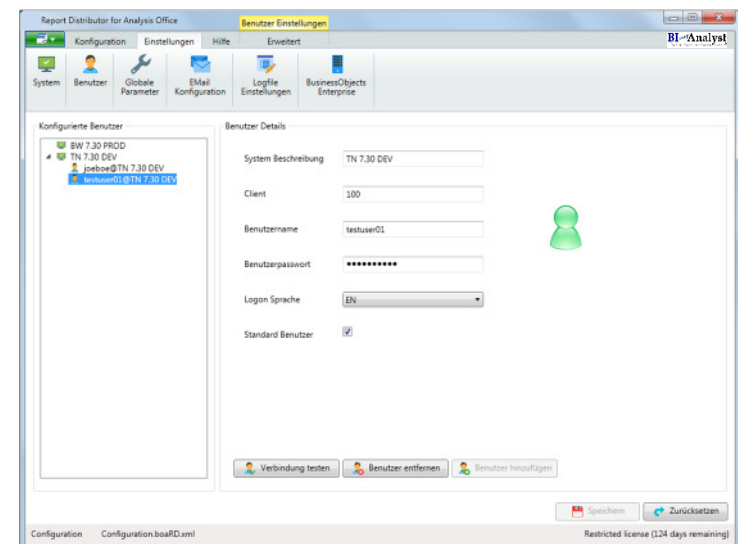 Report Distributor for Analysis Office
Benutzer Einstellungen
Konfiguration Einstellungen Hilfe Erweitert
BI-Analyst
System
Benutzer
Globale
Parameter
EMail
Konfiguration
Logfile
Einstellungen
BusinessObjects
Enterprise
Konfigurierte Benutzer
BW 7.30 PROD
TN 7.30 DEV
joeboe@TN 7.30 DEV
testuser01@TN 7.30 DEV
Benutzer Details
System Beschreibung TN 7.30 DEV
Client 100
Benutzername testuser01
Benutzerpasswort ••••••••••
Logon Sprache EN
Standard Benutzer
Verbindung testen Benutzer entfernen Benutzer hinzufügen
Speichern Zurücksetzen
Configuration Configuration.boaRD.xml Restricted license (124 days remaining)